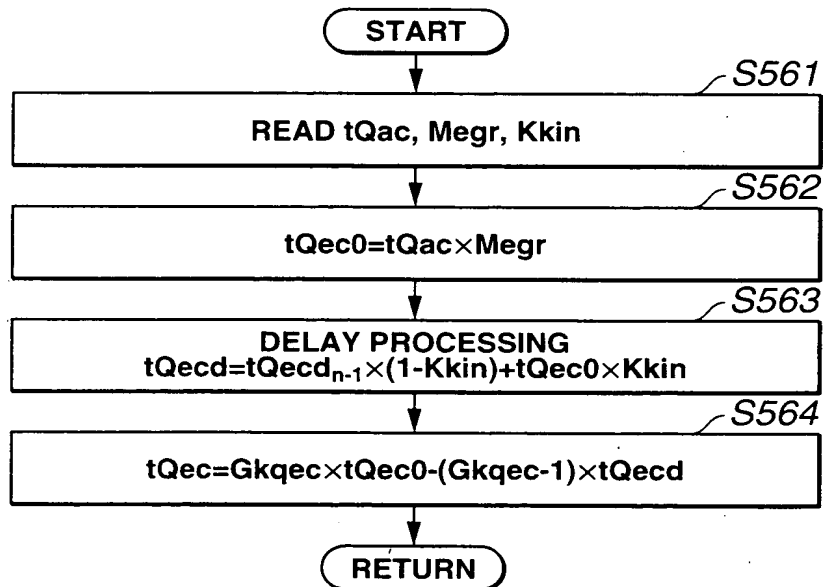 START
S561
READ tQac, Megr, Kkin
S562
tQec0=tQac×Megr
S563
DELAY PROCESSING
tQecd=tQecdₙ₋₁×(1-Kkin)+tQec0×Kkin
S564
tQec=Gkqec×tQec0-(Gkqec-1)×tQecd
RETURN